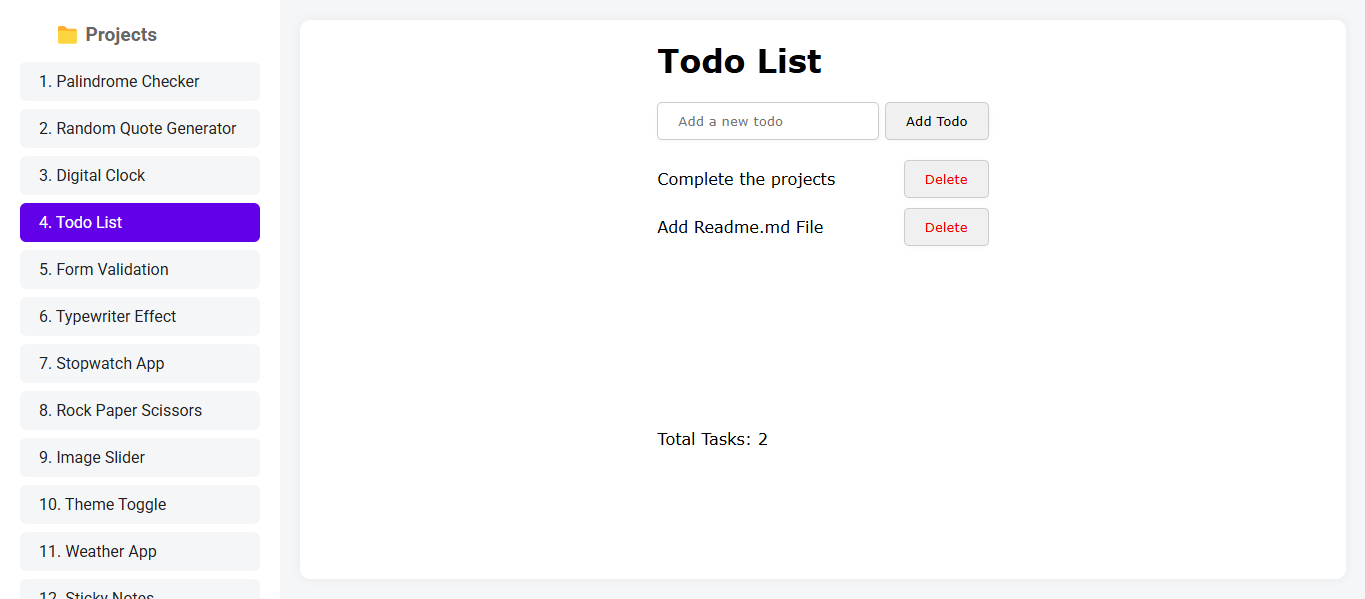 Projects
1. Palindrome Checker
2. Random Quote Generator
3. Digital Clock
4. Todo List
5. Form Validation
6. Typewriter Effect
7. Stopwatch App
8. Rock Paper Scissors
9. Image Slider
10. Theme Toggle
11. Weather App
12. Sticky Notes
Todo List
Add a new todo Add Todo
Complete the projects Delete
Add Readme.md File Delete
Total Tasks: 2